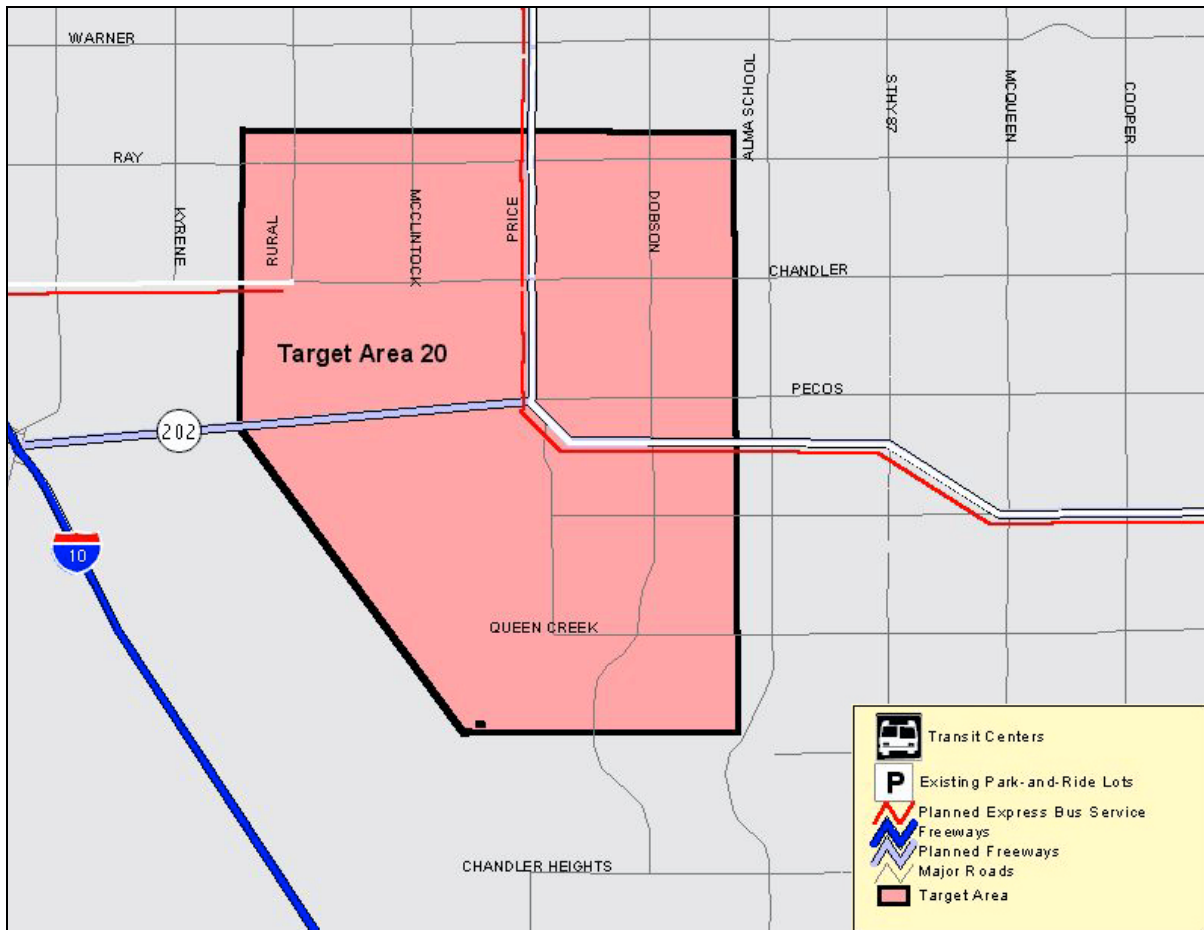 WARNER
RAY
KYRENE
RURAL
MCCLINTOCK
PRICE
DOBSON
ALMA SCHOOL
STHY 87
MCQUEEN
COOPER
CHANDLER
Target Area 20
PECOS
202
10
QUEEN CREEK
CHANDLER HEIGHTS
Transit Centers
P Existing Park-and-Ride Lots
Planned Express Bus Service
Freeways
Planned Freeways
Major Roads
Target Area